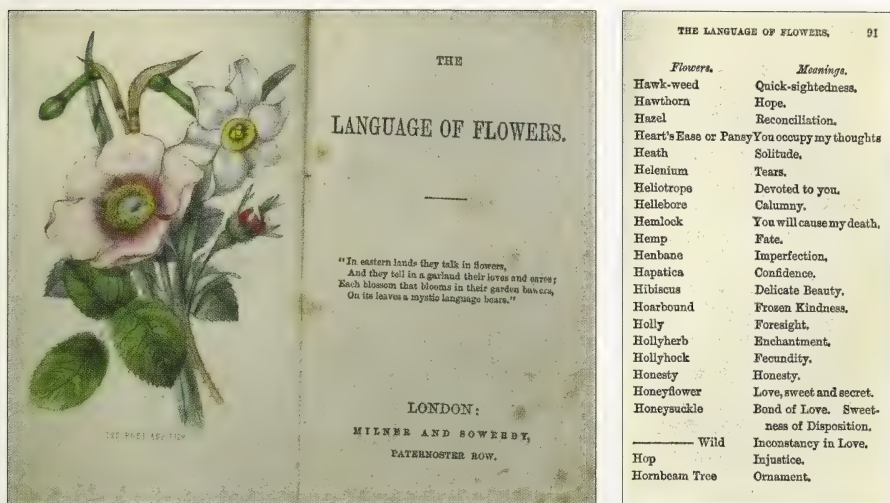 THE
LANGUAGE OF FLOWERS.
"In eastern lands they talk in flowers,
And they tell in a garland their loves and cares;
Each blossom that blooms in their garden bowers,
On its leaves a mystic language bears."
LONDON:
MILNER AND SOWERBY,
PATERNOSTER ROW.
THE LANGUAGE OF FLOWERS, 91
Flowers. Meanings.
Hawk-weed Quick-sightedness.
Hawthorn Hope.
Hazel Reconciliation.
Heart's Ease or Pansy You occupy my thoughts
Heath Solitude.
Helenium Tears.
Heliotrope Devoted to you.
Hellebore Calumny.
Hemlock You will cause my death.
Hemp Fate.
Henbane Imperfection.
Hapatica Confidence.
Hibiscus Delicate Beauty.
Hoarbound Frozen Kindness.
Holly Foresight.
Hollyherb Enchantment.
Hollyhock Fecundity.
Honesty Honesty.
Honeyflower Love, sweet and secret.
Honeysuckle Bond of Love. Sweet-
ness of Disposition.
——— Wild Inconstancy in Love.
Hop Injustice.
Hornbeam Tree Ornament.